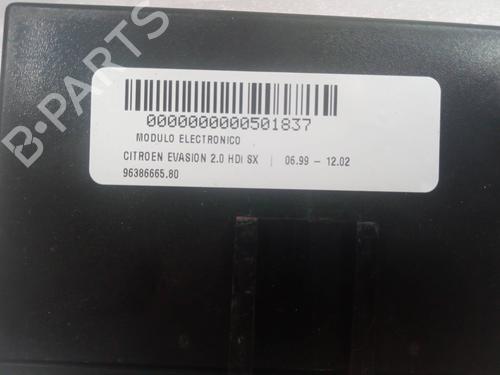 B-PARTS
0000000000501837
MODULO ELECTRONICO
CITROEN EVASION 2.0 HDI SX | 06.99 - 12.02
96386665.80